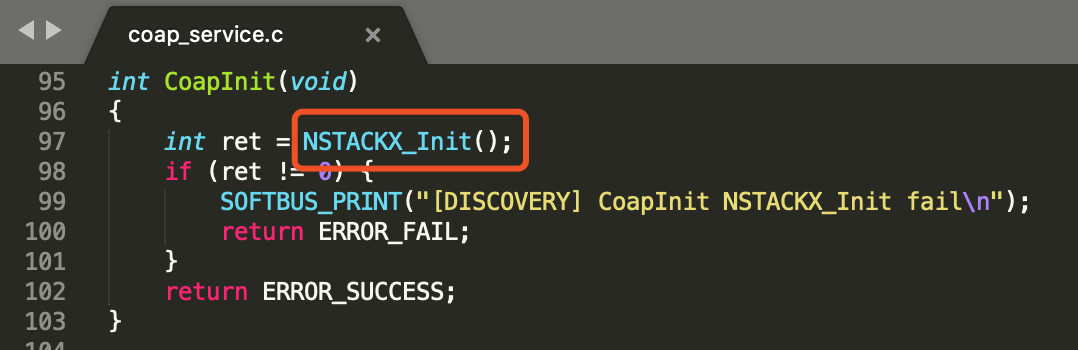 coap_service.c
95 int CoapInit(void)
96 {
97 int ret = NSTACKX_Init();
98 if (ret != 0) {
99 SOFTBUS_PRINT("[DISCOVERY] CoapInit NSTACKX_Init fail\n");
100 return ERROR_FAIL;
101 }
102 return ERROR_SUCCESS;
103 }
104